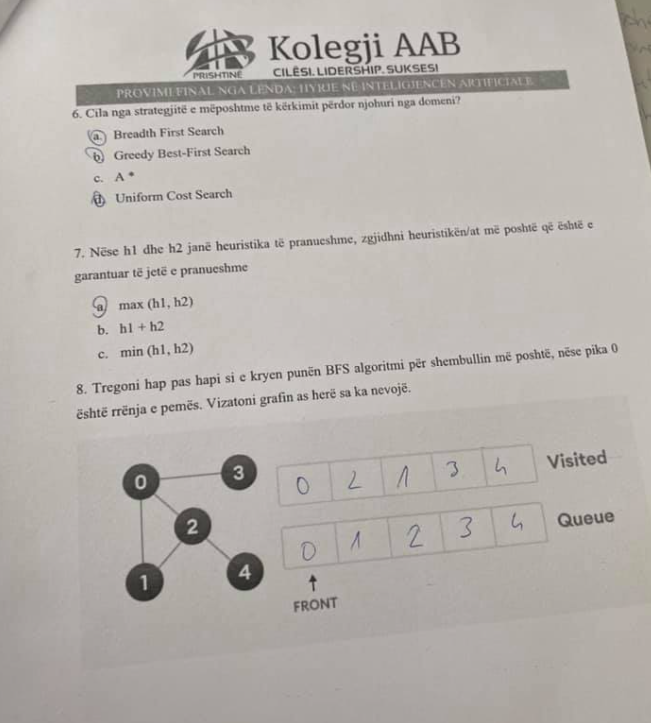 Kolegji AAB
PRISHTINË CILËSI. LIDERSHIP. SUKSESI
PROVIMI FINAL NGA LËNDA: HYRJE NË INTELIGJENCËN ARTIFICIALE
6. Cila nga strategjitë e mëposhtme të kërkimit përdor njohuri nga domeni?
a. Breadth First Search
b. Greedy Best-First Search
c. A *
d. Uniform Cost Search
7. Nëse h1 dhe h2 janë heuristika të pranueshme, zgjidhni heuristikën/at më poshtë që është e
garantuar të jetë e pranueshme
a. max (h1, h2)
b. h1 + h2
c. min (h1, h2)
8. Tregoni hap pas hapi si e kryen punën BFS algoritmi për shembullin më poshtë, nëse pika 0
është rrënja e pemës. Vizatoni grafin as herë sa ka nevojë.
0 3
2
1 4
0 2 1 3 4 Visited
0 1 2 3 4 Queue
FRONT